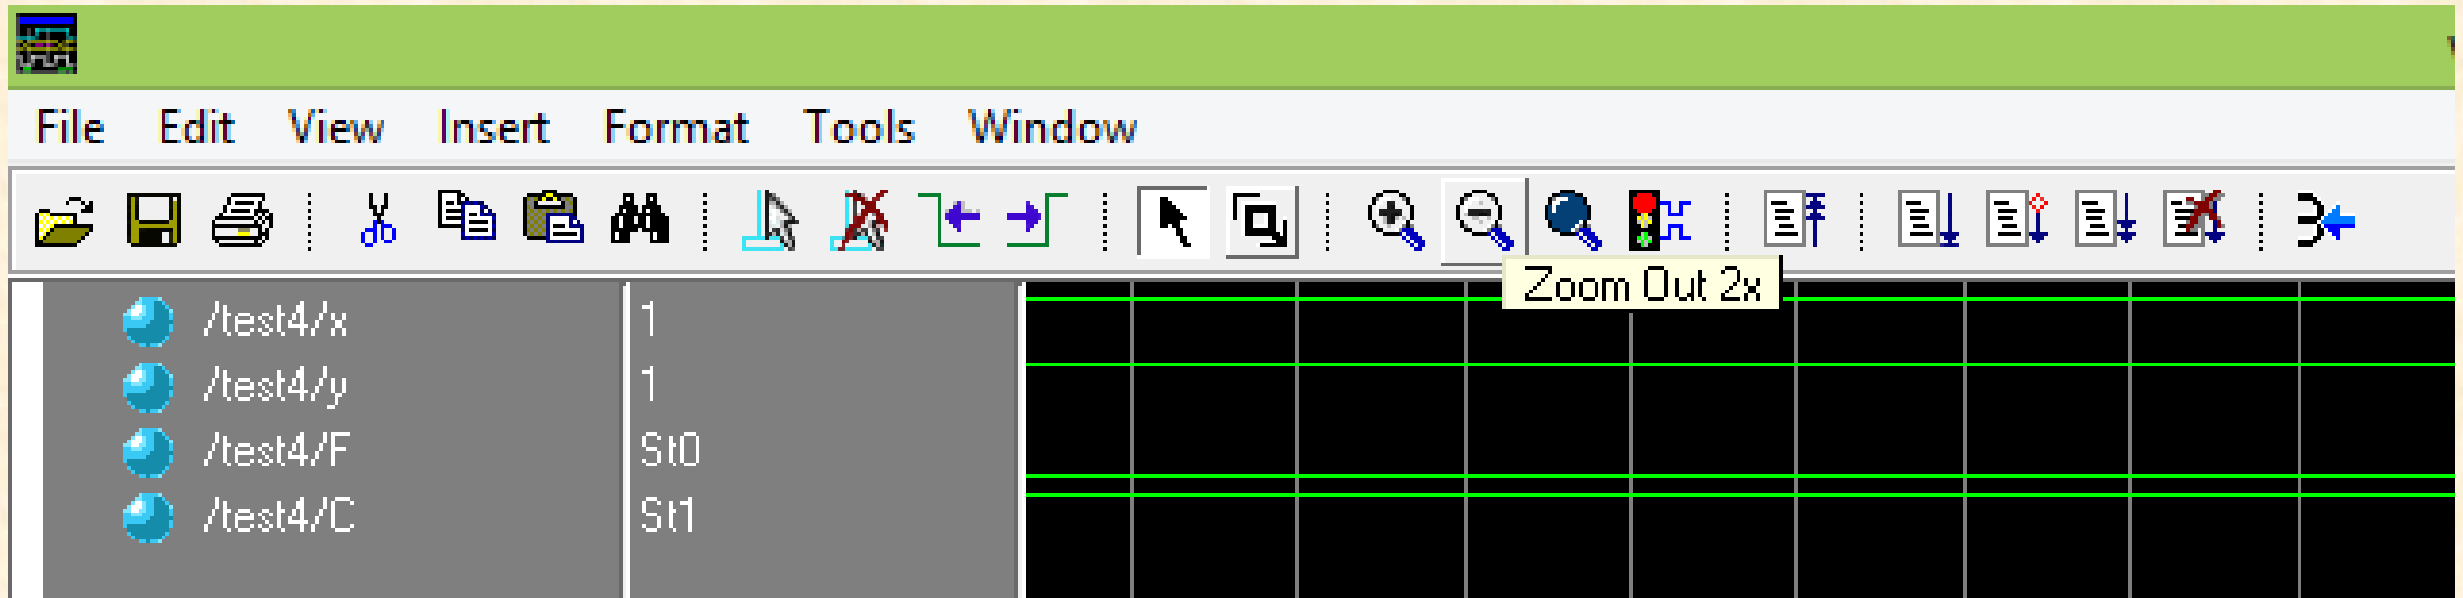 File Edit View Insert Format Tools Window
Zoom Out 2x
/test4/x 1
/test4/y 1
/test4/F St0
/test4/C St1